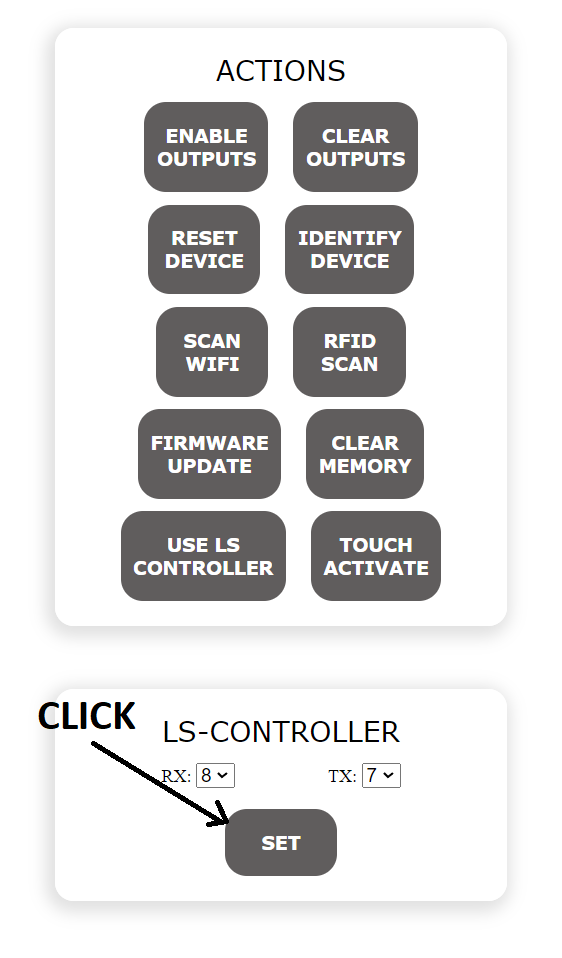 ACTIONS
ENABLE
OUTPUTS
CLEAR
OUTPUTS
RESET
DEVICE
IDENTIFY
DEVICE
SCAN
WIFI
RFID
SCAN
FIRMWARE
UPDATE
CLEAR
MEMORY
USE LS
CONTROLLER
TOUCH
ACTIVATE
CLICK
LS-CONTROLLER
RX: 8 TX: 7
SET